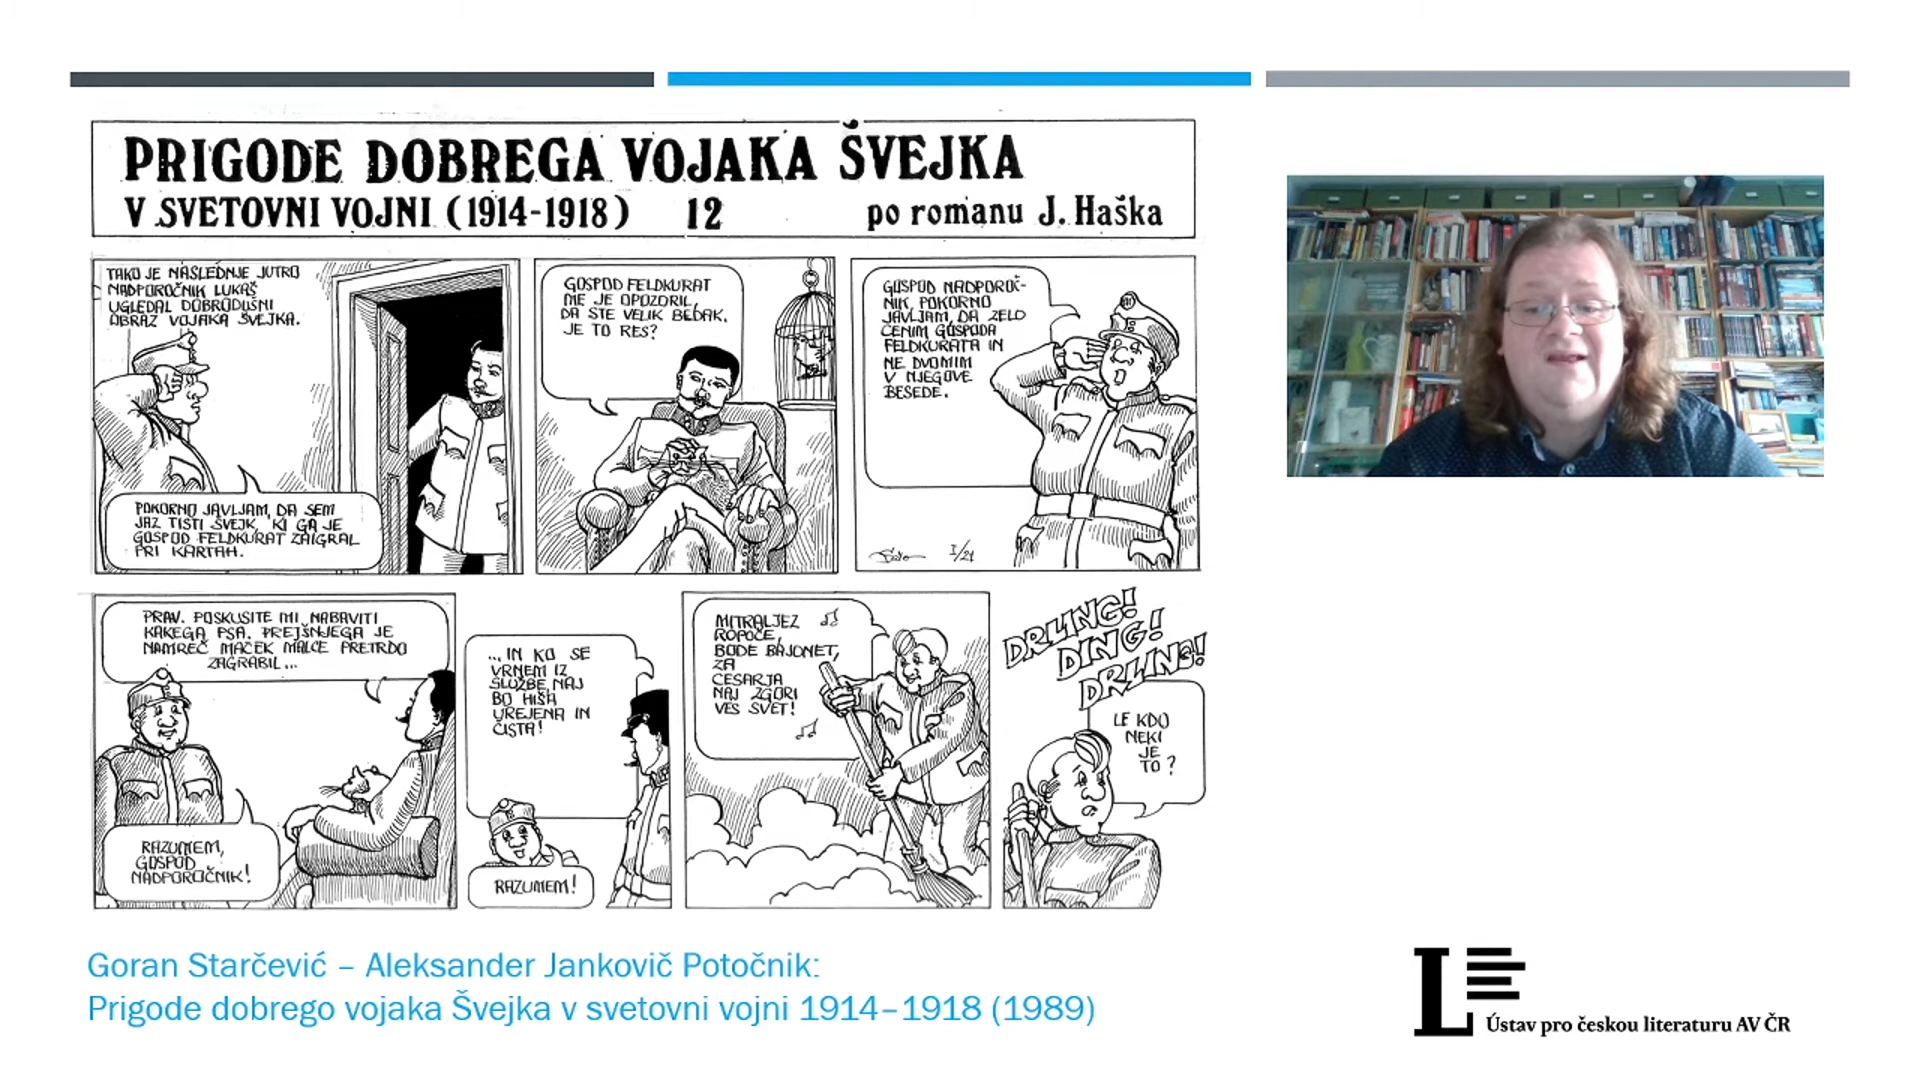 PRIGODE DOBREGA VOJAKA ŠVEJKA
V SVETOVNI VOJNI (1914-1918) 12 po romanu J. Haška
TAKO JE NASLEDNJE JUTRO
NADPOROČNIK LUKAŠ
UGLEDAL DOBRODUŠNI
OBRAZ VOJAKA ŠVEJKA.
POKORNO JAVLJAM, DA SEM
JAZ TISTI ŠVEJK, KI GA JE
GOSPOD FELDKURAT ZAIGRAL
PRI KARTAH.
GOSPOD FELDKURAT
ME JE OPOZORIL,
DA STE VELIK BEDAK.
JE TO RES?
GOSPOD NADPOROČ-
NIK, POKORNO
JAVLJAM, DA ZELO
CENIM GOSPODA
FELDKURATA IN
NE DVOMIM
V NJEGOVE
BESEDE.
I/21
PRAV. POSKUSITE MI NABAVITI
KAKEGA PSA. PREJŠNJEGA JE
NAMREČ MAČEK MALCE PRETRDO
ZAGRABIL...
RAZUMEM,
GOSPOD
NADPOROČNIK!
... IN KO SE
VRNEM IZ
SLUŽBE, NAJ
BO HIŠA
UREJENA IN
ČISTA!
RAZUMEM!
MITRALJEZ
ROPOČE,
BODE BAJONET,
ZA
CESARJA
NAJ ZGORI
VES SVET!
DRLING!
DING!
DRLING!
LE KDO
NEKI
JE
TO?
Goran Starčević – Aleksander Jankovič Potočnik:
Prigode dobrego vojaka Švejka v svetovni vojni 1914–1918 (1989)
Ústav pro českou literaturu AV ČR